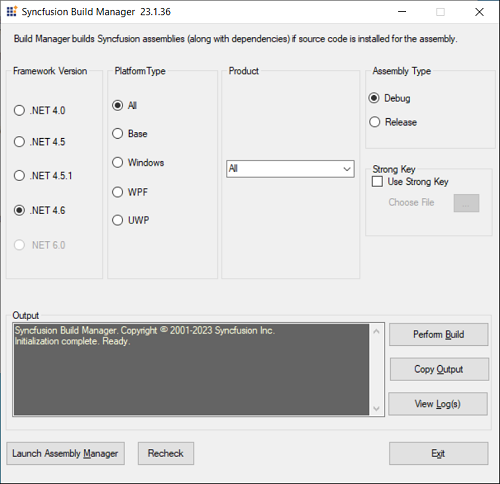 Syncfusion Build Manager 23.1.36
Build Manager builds Syncfusion assemblies (along with dependencies) if source code is installed for the assembly.
Framework Version
.NET 4.0
.NET 4.5
.NET 4.5.1
.NET 4.6
.NET 6.0
Platform Type
All
Base
Windows
WPF
UWP
Product
All
Assembly Type
Debug
Release
Strong Key
Use Strong Key
Choose File
...
Output
Syncfusion Build Manager. Copyright © 2001-2023 Syncfusion Inc.
Initialization complete. Ready.
Perform Build
Copy Output
View Log(s)
Launch Assembly Manager
Recheck
Exit